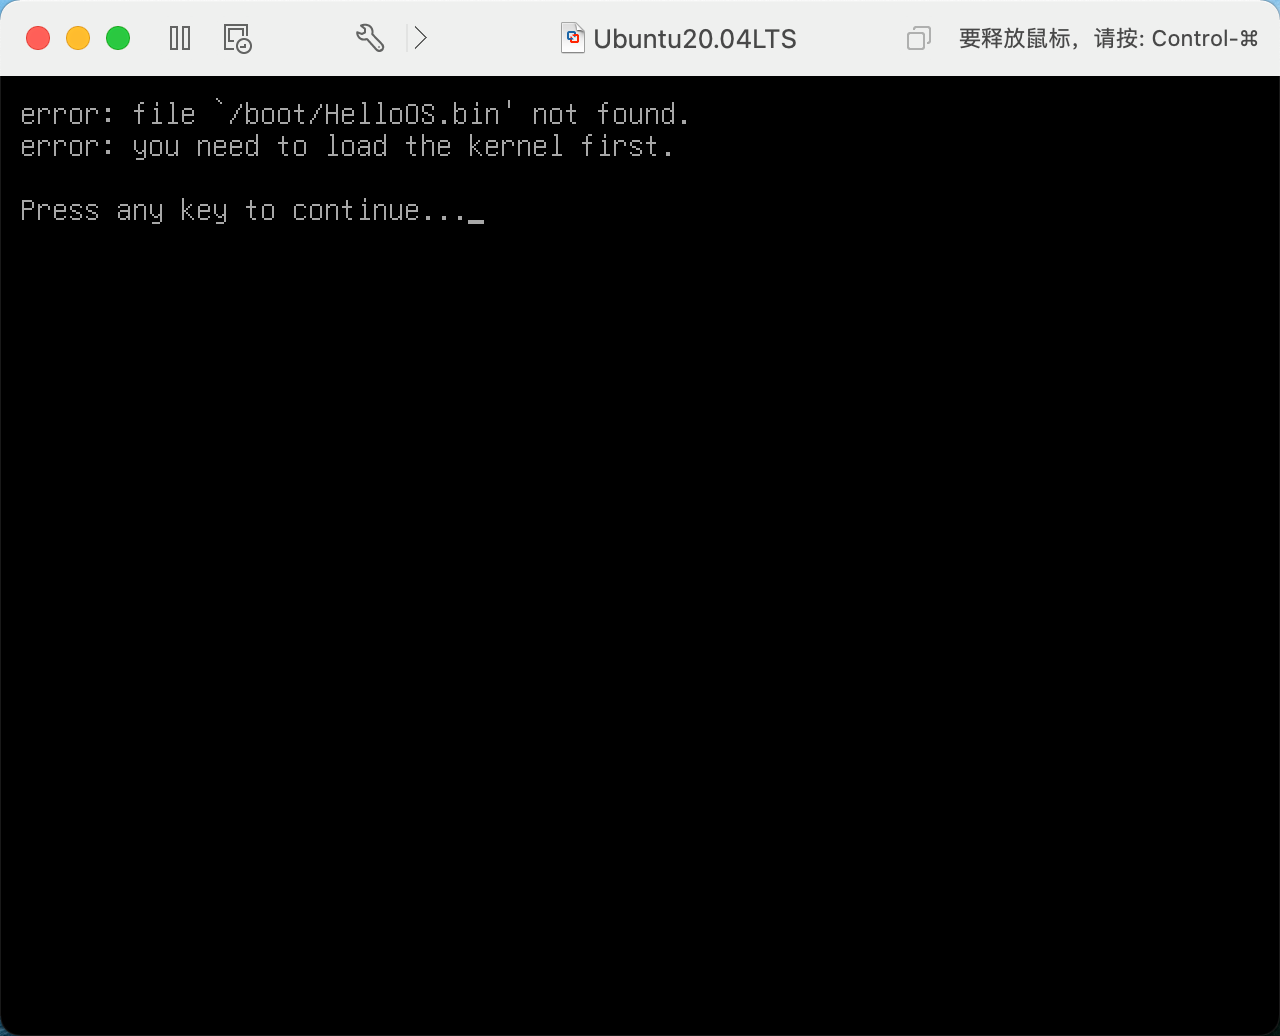 Ubuntu20.04LTS
要释放鼠标，请按: Control-⌘
error: file `/boot/HelloOS.bin' not found.
error: you need to load the kernel first.
Press any key to continue..._